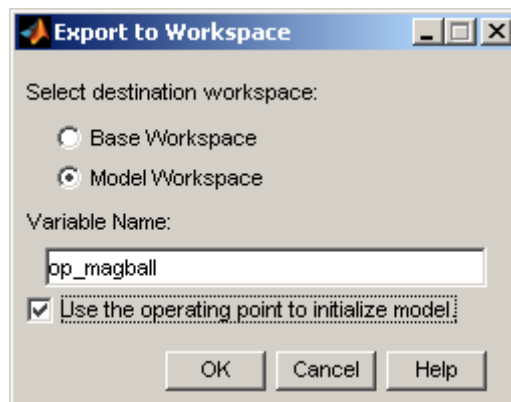 Export to Workspace
Select destination workspace:
Base Workspace
Model Workspace
Variable Name:
op_magball
Use the operating point to initialize model.
OK Cancel Help